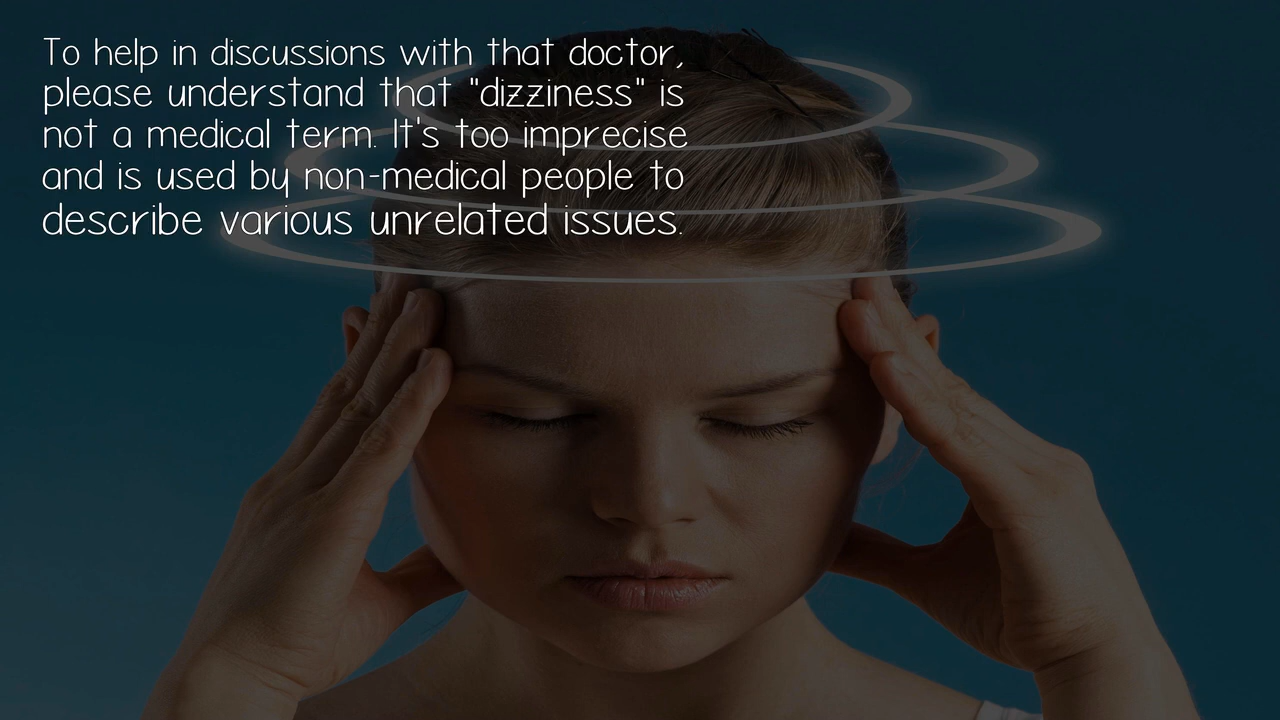 To help in discussions with that doctor,
please understand that "dizziness" is
not a medical term. It's too imprecise
and is used by non-medical people to
describe various unrelated issues.